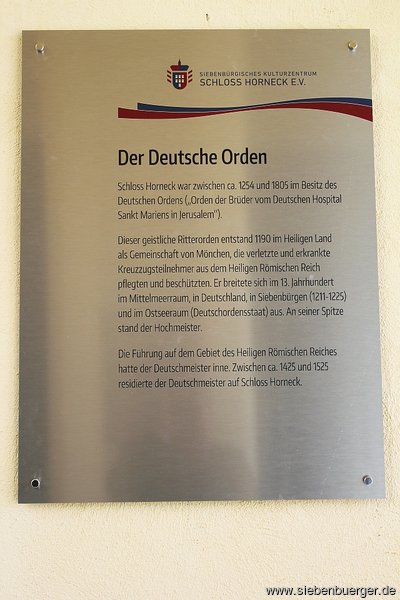 SIEBENBÜRGISCHES KULTURZENTRUM
SCHLOSS HORNECK E.V.
Der Deutsche Orden
Schloss Horneck war zwischen ca. 1254 und 1805 im Besitz des
Deutschen Ordens („Orden der Brüder vom Deutschen Hospital
Sankt Mariens in Jerusalem").
Dieser geistliche Ritterorden entstand 1190 im Heiligen Land
als Gemeinschaft von Mönchen, die verletzte und erkrankte
Kreuzzugsteilnehmer aus dem Heiligen Römischen Reich
pflegten und beschützten. Er breitete sich im 13. Jahrhundert
im Mittelmeerraum, in Deutschland, in Siebenbürgen (1211-1225)
und im Ostseeraum (Deutschordensstaat) aus. An seiner Spitze
stand der Hochmeister.
Die Führung auf dem Gebiet des Heiligen Römischen Reiches
hatte der Deutschmeister inne. Zwischen ca. 1425 und 1525
residierte der Deutschmeister auf Schloss Horneck.
www.siebenbuerger.de